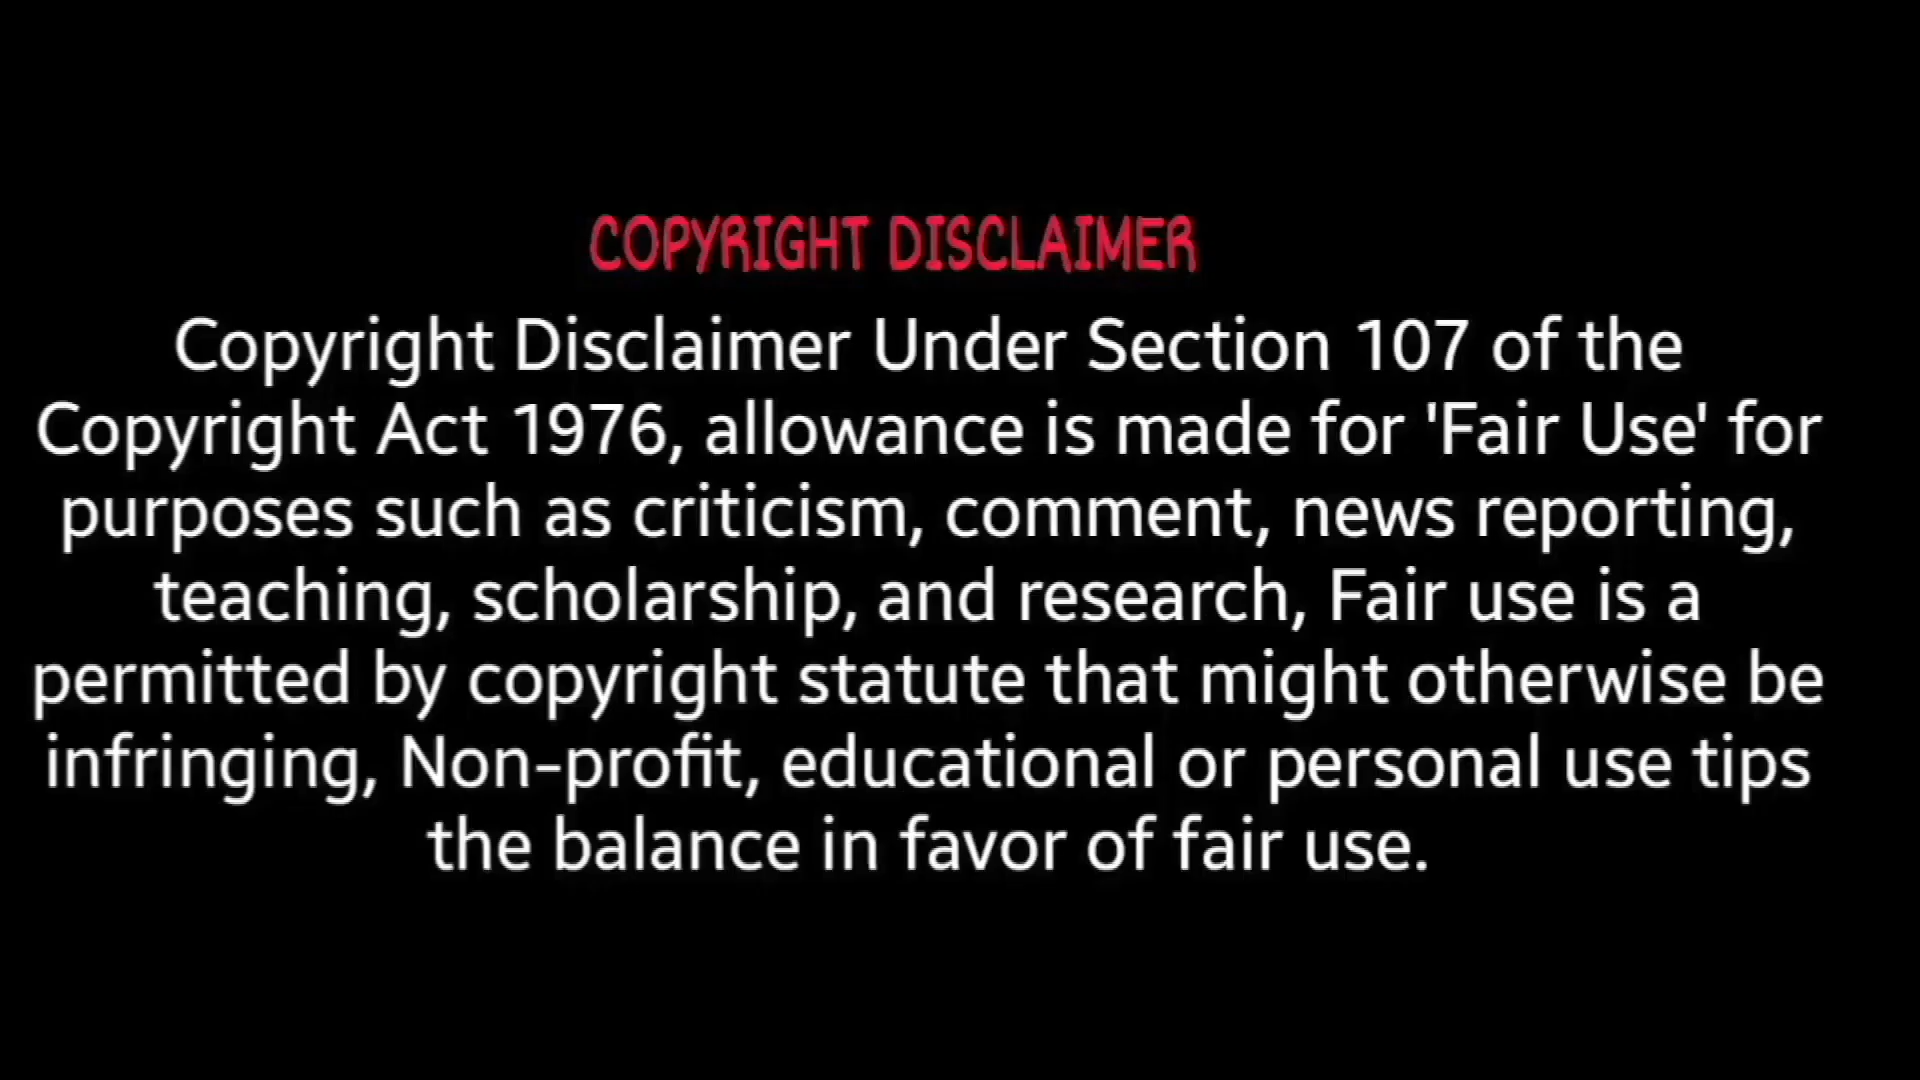 COPYRIGHT DISCLAIMER
Copyright Disclaimer Under Section 107 of the
Copyright Act 1976, allowance is made for 'Fair Use' for
purposes such as criticism, comment, news reporting,
teaching, scholarship, and research, Fair use is a
permitted by copyright statute that might otherwise be
infringing, Non-profit, educational or personal use tips
the balance in favor of fair use.